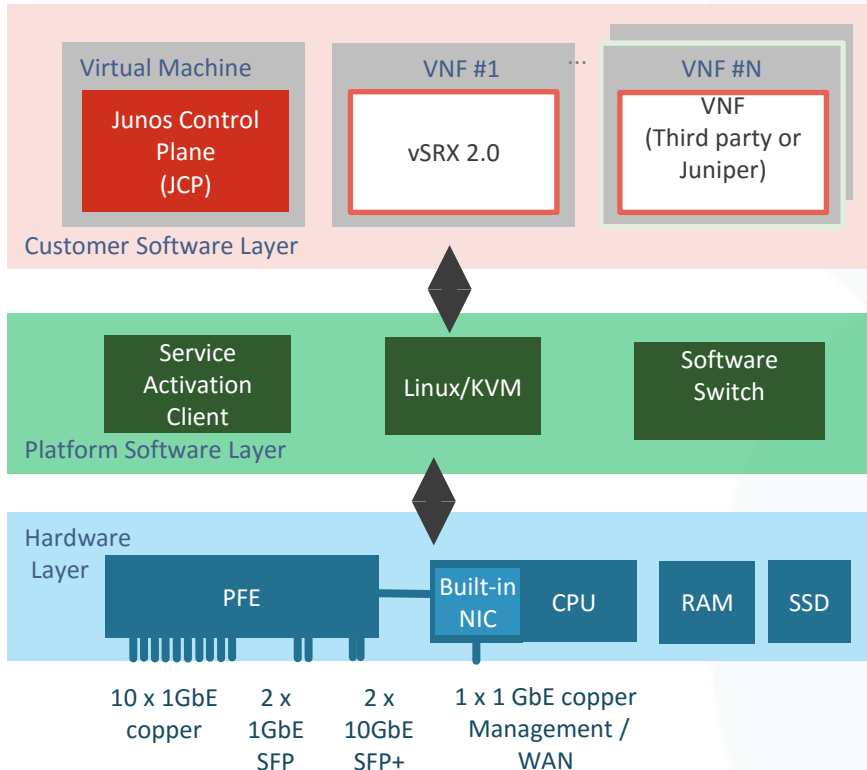 Virtual Machine
Junos Control
Plane
(JCP)
VNF #1
vSRX 2.0
...
VNF #N
VNF
(Third party or
Juniper)
Customer Software Layer
Service
Activation
Client
Linux/KVM
Software
Switch
Platform Software Layer
Hardware
Layer
PFE
Built-in
NIC
CPU
RAM
SSD
10 x 1GbE
copper
2 x
1GbE
SFP
2 x
10GbE
SFP+
1 x 1 GbE copper
Management /
WAN